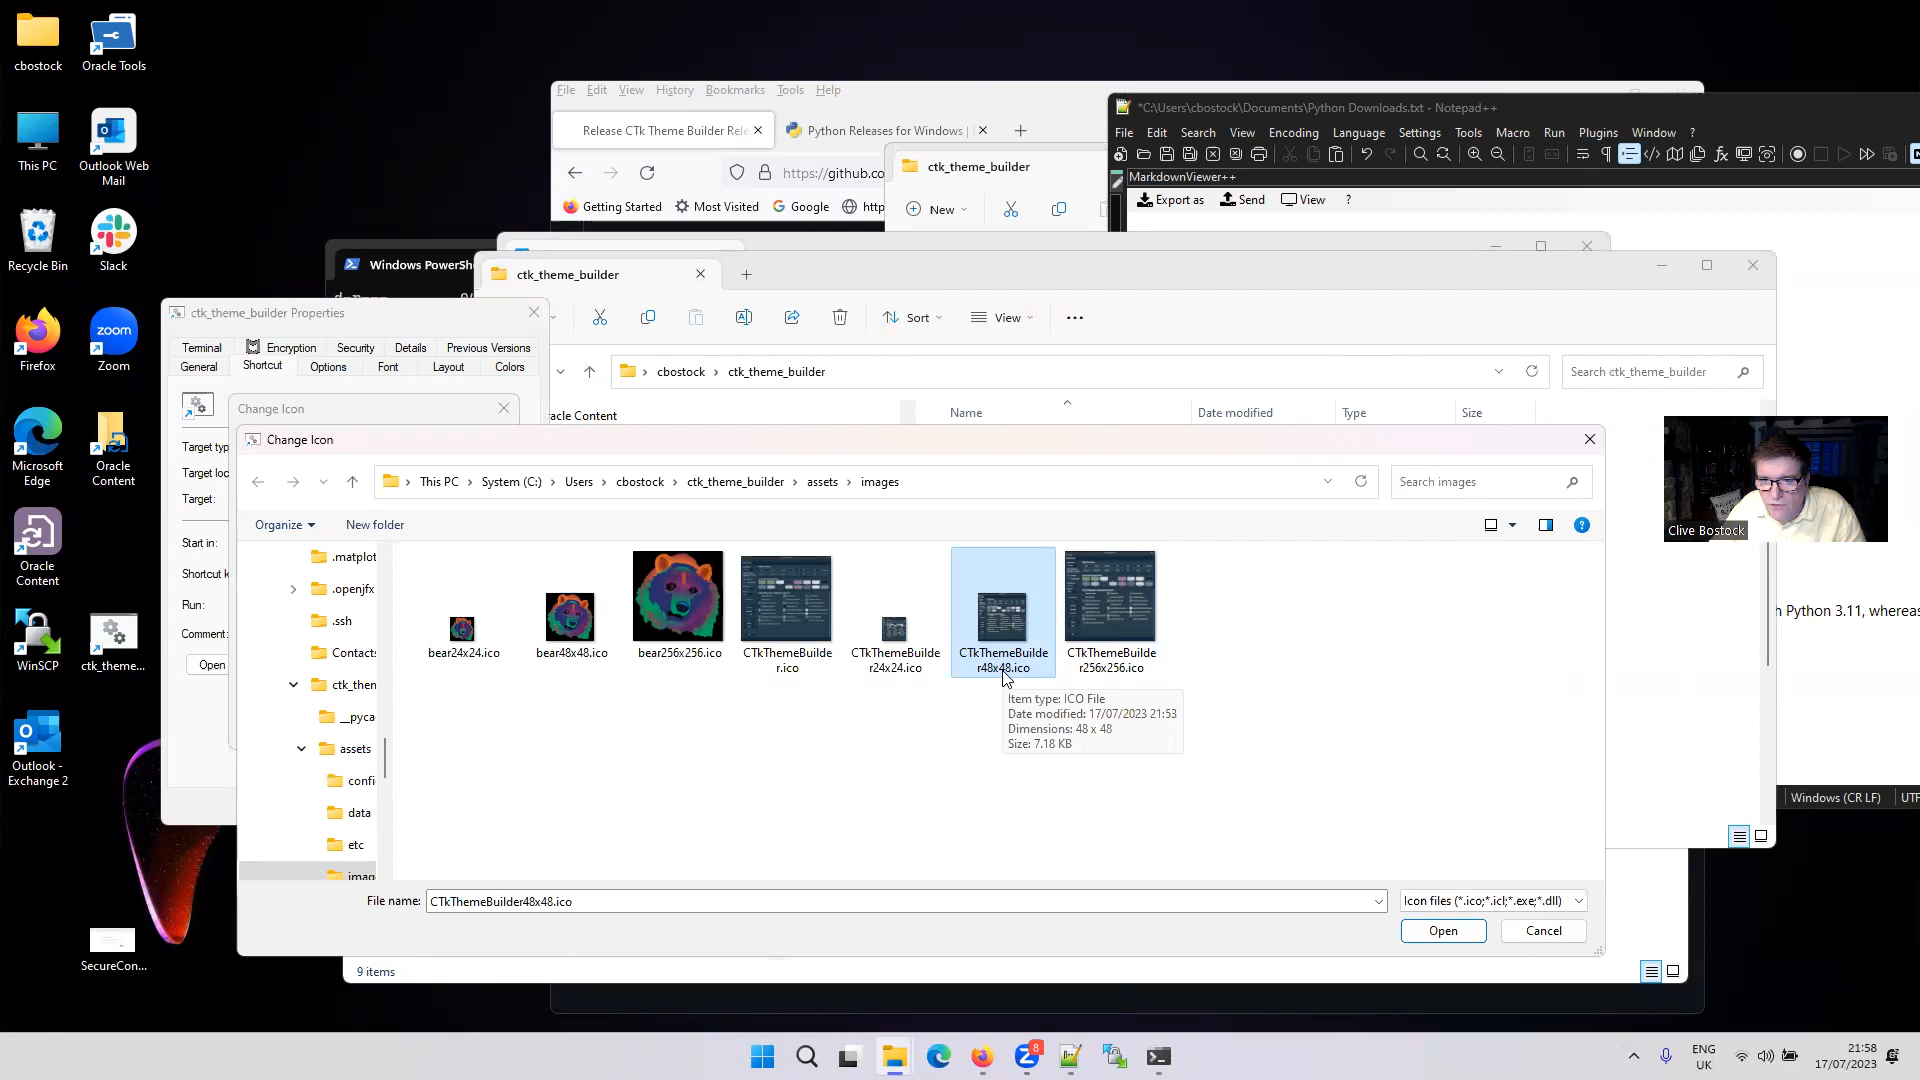 cbostock
Oracle Tools
This PC
Outlook Web
Mail
Recycle Bin
Slack
Firefox
Zoom
Microsoft
Edge
Oracle
Content
Oracle
Content
WinSCP
ctk_theme...
Outlook -
Exchange 2
SecureCon...
File Edit View History Bookmarks Tools Help
Release CTk Theme Builder Rele
Python Releases for Windows |
https://github.co
Getting Started Most Visited Google http
ctk_theme_builder
New
*C:\Users\cbostock\Documents\Python Downloads.txt - Notepad++
File Edit Search View Encoding Language Settings Tools Macro Run Plugins Window ?
MarkdownViewer++
Export as Send View ?
Windows PowerShe
ctk_theme_builder
Sort View
cbostock ctk_theme_builder
Search ctk_theme_builder
racle Content
Name Date modified Type Size
ctk_theme_builder Properties
Terminal Encryption Security Details Previous Versions
General Shortcut Options Font Layout Colors
Target typ
Target loc
Target:
Start in:
Shortcut k
Run:
Comment:
Open
Change Icon
Change Icon
This PC System (C:) Users cbostock ctk_theme_builder assets images
Search images
Organize New folder
.matplot
.openjfx
.ssh
Contacts
ctk_then
__pyca
assets
confi
data
etc
imag
bear24x24.ico
bear48x48.ico
bear256x256.ico
CTkThemeBuilde
r.ico
CTkThemeBuilde
r24x24.ico
CTkThemeBuilde
r48x48.ico
CTkThemeBuilde
r256x256.ico
Item type: ICO File
Date modified: 17/07/2023 21:53
Dimensions: 48 x 48
Size: 7.18 KB
File name: CTkThemeBuilder48x48.ico
Icon files (*.ico;*.icl;*.exe;*.dll)
Open Cancel
9 items
Clive Bostock
h Python 3.11, whereas
Windows (CR LF) UTF
8
ENG
UK
21:58
17/07/2023